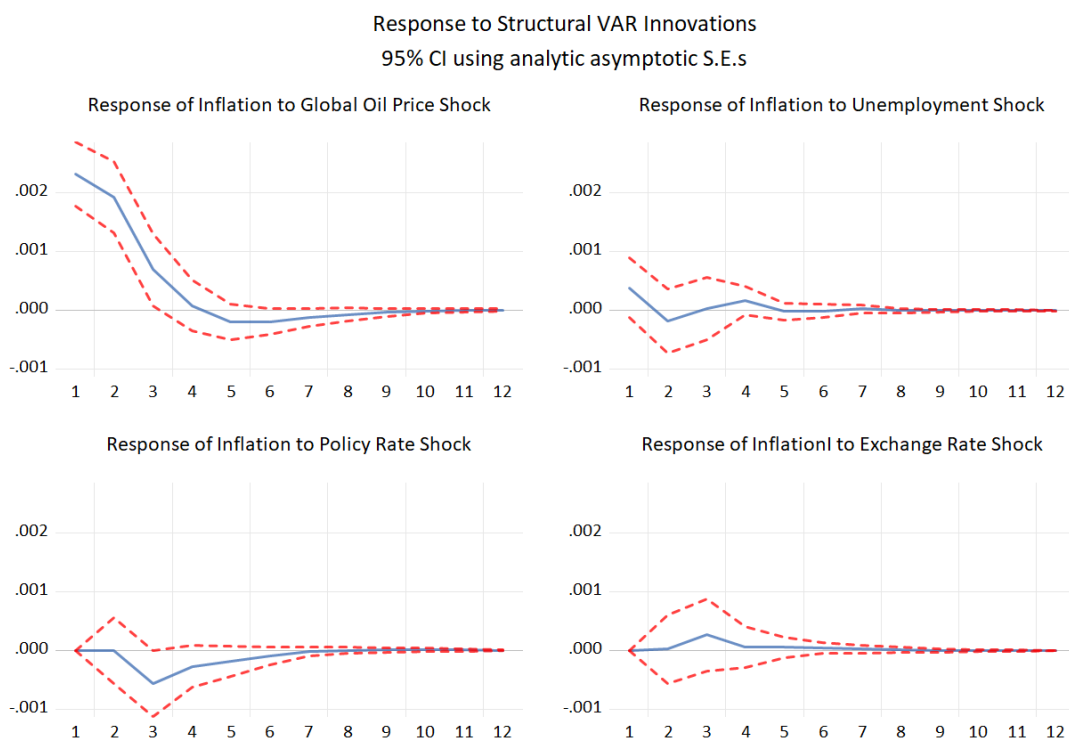 Response to Structural VAR Innovations
95% CI using analytic asymptotic S.E.s
Response of Inflation to Global Oil Price Shock
.002
.001
.000
-.001
1 2 3 4 5 6 7 8 9 10 11 12
Response of Inflation to Unemployment Shock
.002
.001
.000
-.001
1 2 3 4 5 6 7 8 9 10 11 12
Response of Inflation to Policy Rate Shock
.002
.001
.000
-.001
1 2 3 4 5 6 7 8 9 10 11 12
Response of InflationI to Exchange Rate Shock
.002
.001
.000
-.001
1 2 3 4 5 6 7 8 9 10 11 12